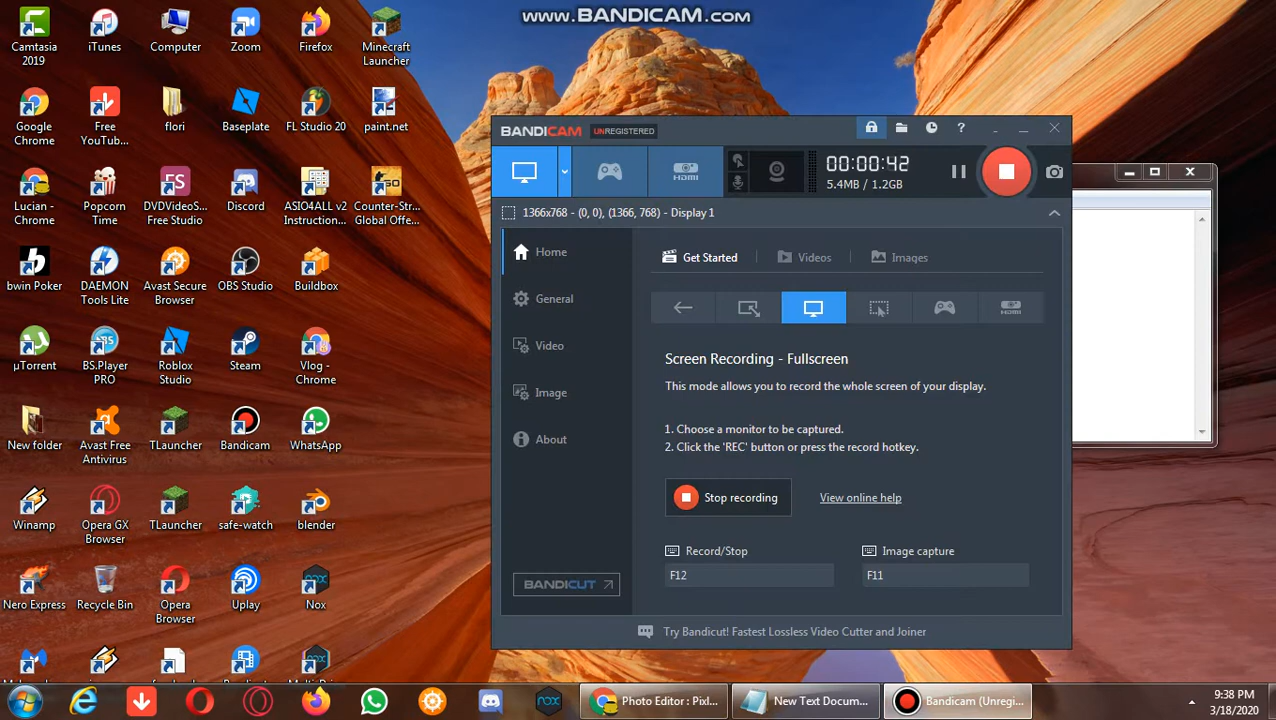 www.BANDICAM.com
Camtasia 2019
iTunes
Computer
Zoom
Firefox
Minecraft Launcher
Google Chrome
Free YouTub...
flori
Baseplate
FL Studio 20
paint.net
Lucian - Chrome
Popcorn Time
DVDVideoS... Free Studio
Discord
ASIO4ALL v2 Instruction...
Counter-Str... Global Offe...
bwin Poker
DAEMON Tools Lite
Avast Secure Browser
OBS Studio
Buildbox
µTorrent
BS.Player PRO
Roblox Studio
Steam
Vlog - Chrome
New folder
Avast Free Antivirus
TLauncher
Bandicam
WhatsApp
Winamp
Opera GX Browser
TLauncher
safe-watch
blender
Nero Express
Recycle Bin
Opera Browser
Uplay
Nox
BANDICAM UNREGISTERED
00:00:42
5.4MB / 1.2GB
HDMI
1366x768 - (0, 0), (1366, 768) - Display 1
Home
General
Video
Image
About
BANDICUT
Get Started
Videos
Images
HDMI
Screen Recording - Fullscreen
This mode allows you to record the whole screen of your display.
1. Choose a monitor to be captured.
2. Click the 'REC' button or press the record hotkey.
Stop recording
View online help
Record/Stop
Image capture
F12
F11
Try Bandicut! Fastest Lossless Video Cutter and Joiner
Photo Editor : Pixl...
New Text Docum...
Bandicam (Unregi...
9:38 PM
3/18/2020